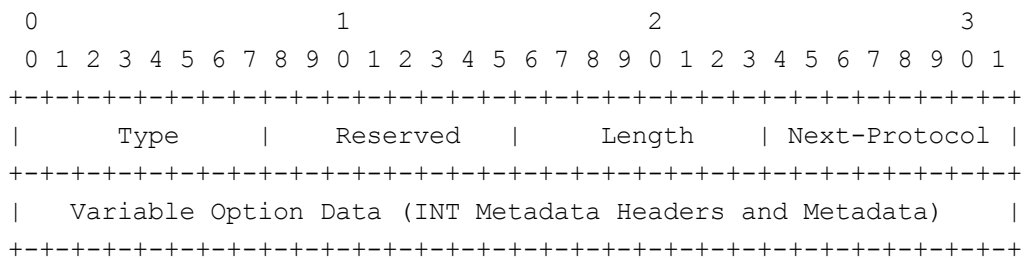 0                   1                   2                   3
0 1 2 3 4 5 6 7 8 9 0 1 2 3 4 5 6 7 8 9 0 1 2 3 4 5 6 7 8 9 0 1
+-+-+-+-+-+-+-+-+-+-+-+-+-+-+-+-+-+-+-+-+-+-+-+-+-+-+-+-+-+-+-+-+
|      Type     |    Reserved   |     Length    | Next-Protocol |
+-+-+-+-+-+-+-+-+-+-+-+-+-+-+-+-+-+-+-+-+-+-+-+-+-+-+-+-+-+-+-+-+
|   Variable Option Data (INT Metadata Headers and Metadata)    |
+-+-+-+-+-+-+-+-+-+-+-+-+-+-+-+-+-+-+-+-+-+-+-+-+-+-+-+-+-+-+-+-+